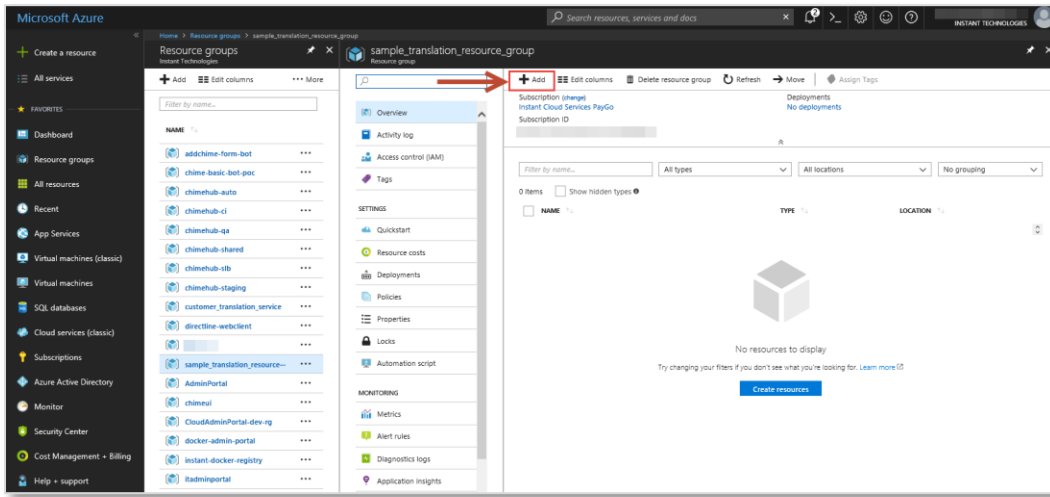 Microsoft Azure
Search resources, services and docs
2
INSTANT TECHNOLOGIES
Create a resource
All services
FAVORITES
Dashboard
Resource groups
All resources
Recent
App Services
Virtual machines (classic)
Virtual machines
SQL databases
Cloud services (classic)
Subscriptions
Azure Active Directory
Monitor
Security Center
Cost Management + Billing
Help + support
Home > Resource groups > sample_translation_resource_group
Resource groups
Instant Technologies
Add Edit columns More
Filter by name...
NAME
addchime-form-bot
chime-basic-bot-poc
chimehub-auto
chimehub-ci
chimehub-qa
chimehub-shared
chimehub-slb
chimehub-staging
customer_translation_service
directline-webclient
sample_translation_resource
AdminPortal
chimeui
CloudAdminPortal-dev-rg
docker-admin-portal
instant-docker-registry
itadminportal
sample_translation_resource_group
Resource group
Overview
Activity log
Access control (IAM)
Tags
SETTINGS
Quickstart
Resource costs
Deployments
Policies
Properties
Locks
Automation script
MONITORING
Metrics
Alert rules
Diagnostics logs
Application insights
Add Edit columns Delete resource group Refresh Move Assign Tags
Subscription (change)
Instant Cloud Services PayGo
Subscription ID
Deployments
No deployments
Filter by name... All types All locations No grouping
0 items Show hidden types
NAME TYPE LOCATION
No resources to display
Try changing your filters if you don't see what you're looking for. Learn more
Create resources